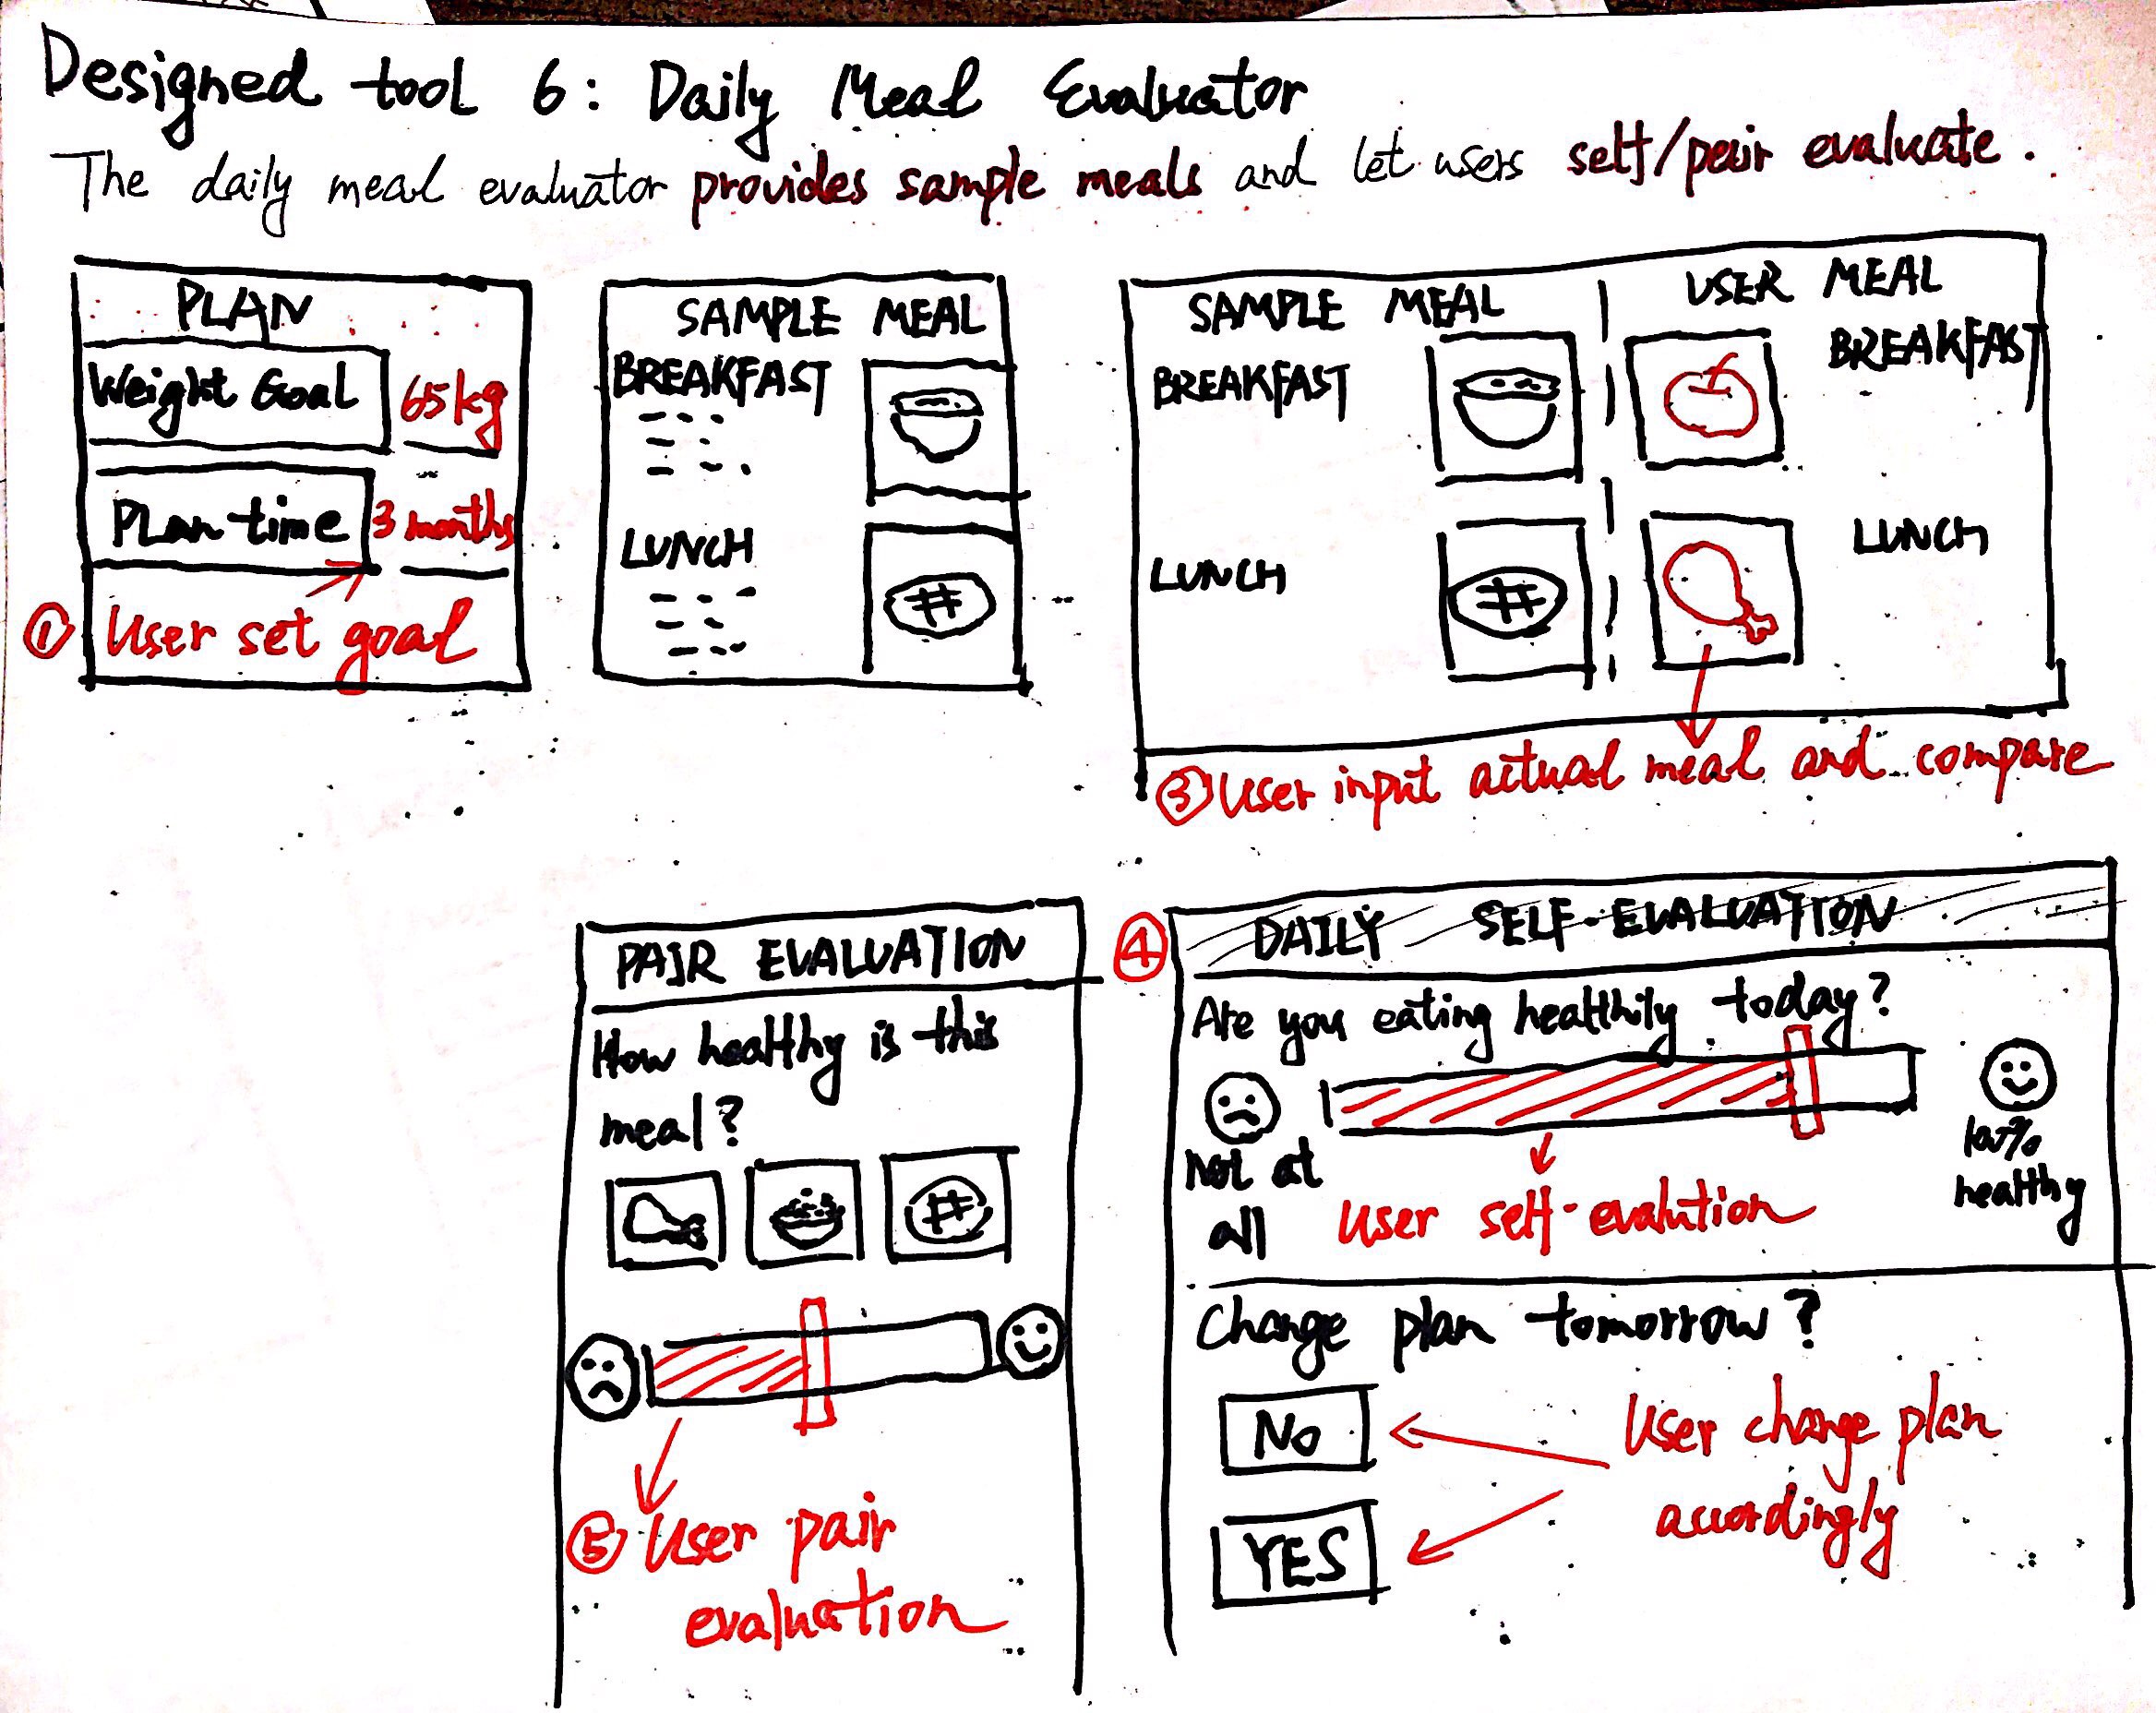 Designed tool 6: Daily Meal Evaluator
The daily meal evaluator provides sample meals and let users self/pair evaluate.
PLAN
Weight Goal 65kg
Plan time 3 months
① User set goal
SAMPLE MEAL
BREAKFAST
LUNCH
SAMPLE MEAL
BREAKFAST
LUNCH
USER MEAL
BREAKFAST
LUNCH
③ User input actual meal and compare
PAIR EVALUATION
How healthy is this
meal?
⑤ User pair
evaluation
④
DAILY SELF-EVALUATION
Are you eating healthily today?
Not at
all
100%
healthy
User self-evalution
Change plan tomorrow?
No
YES
User change plan
accordingly